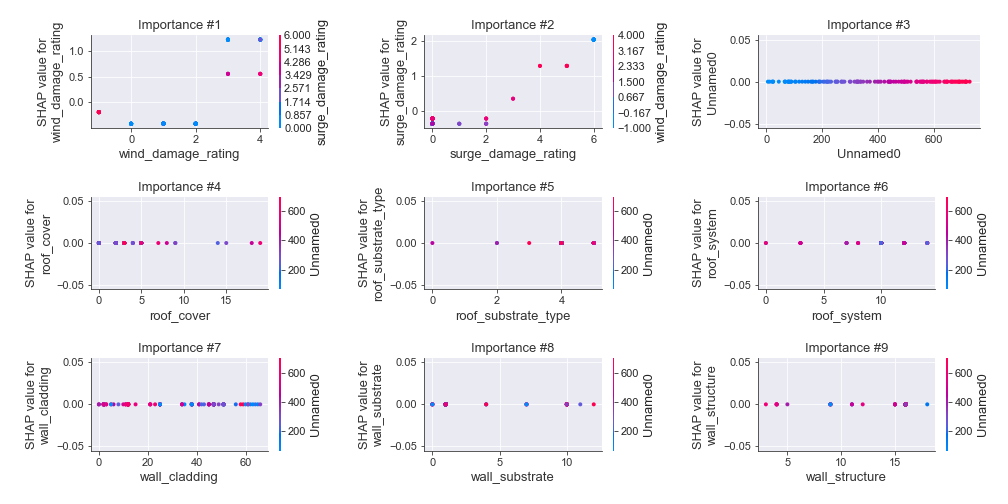 Importance #1
SHAP value for
wind_damage_rating
1.0
0.5
0.0
0
2
4
wind_damage_rating
6.000
5.143
4.286
3.429
2.571
1.714
0.857
0.000
surge_damage_rating
Importance #2
SHAP value for
surge_damage_rating
2
1
0
0
2
4
6
surge_damage_rating
4.000
3.167
2.333
1.500
0.667
−0.167
−1.000
wind_damage_rating
Importance #3
SHAP value for
Unnamed0
0.05
0.00
−0.05
0
200
400
600
Unnamed0
Importance #4
SHAP value for
roof_cover
0.05
0.00
−0.05
0
5
10
15
roof_cover
600
400
200
Unnamed0
Importance #5
SHAP value for
roof_substrate_type
0.05
0.00
−0.05
0
2
4
roof_substrate_type
600
400
200
Unnamed0
Importance #6
SHAP value for
roof_system
0.05
0.00
−0.05
0
5
10
roof_system
600
400
200
Unnamed0
Importance #7
SHAP value for
wall_cladding
0.05
0.00
−0.05
0
20
40
60
wall_cladding
600
400
200
Unnamed0
Importance #8
SHAP value for
wall_substrate
0.05
0.00
−0.05
0
5
10
wall_substrate
600
400
200
Unnamed0
Importance #9
SHAP value for
wall_structure
0.05
0.00
−0.05
5
10
15
wall_structure
600
400
200
Unnamed0